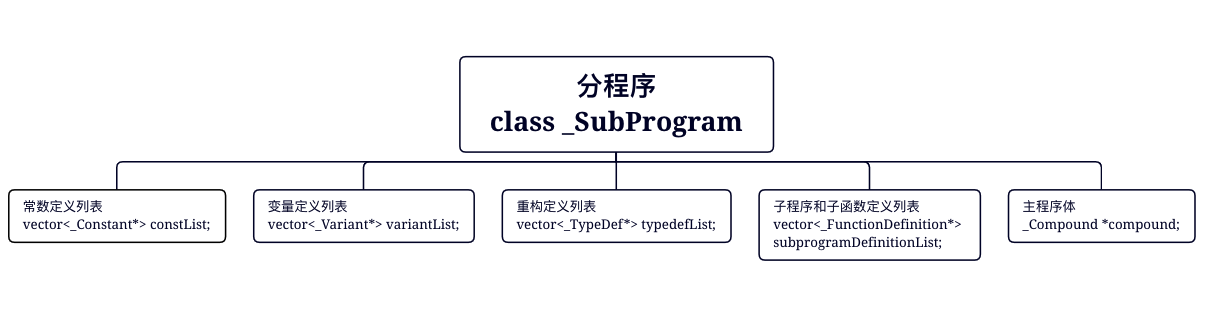 分程序
class _SubProgram
常数定义列表
vector<_Constant*> constList;
变量定义列表
vector<_Variant*> variantList;
重构定义列表
vector<_TypeDef*> typedefList;
子程序和子函数定义列表
vector<_FunctionDefinition*>
subprogramDefinitionList;
主程序体
_Compound *compound;